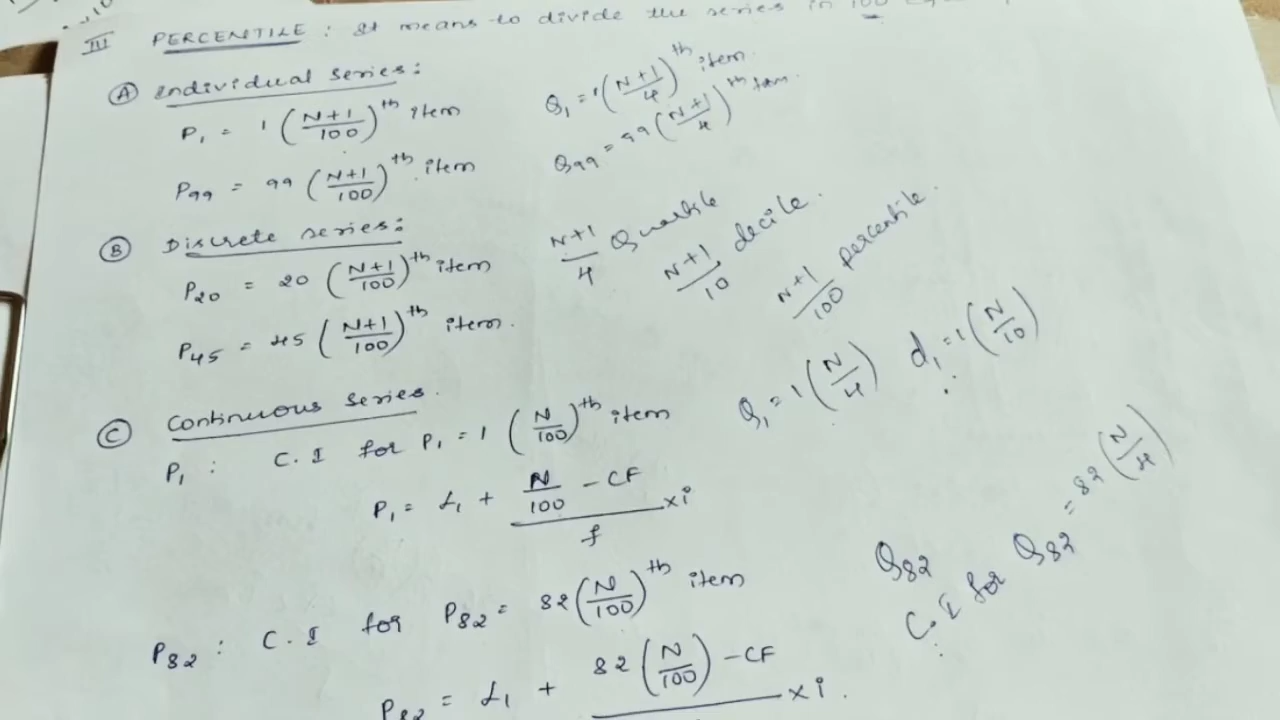 III PERCENTILE : It means to divide the series in 100
(A) Individual series:
P₁ = 1 (N+1/100)ᵗʰ item
P₉₉ = 99 (N+1/100)ᵗʰ item
Q₁ = 1(N+1/4)ᵗʰ item.
Q₉₉ = 99(N+1/4)ᵗʰ item.
(B) Discrete series:
P₂₀ = 20 (N+1/100)ᵗʰ item
P₄₅ = 45 (N+1/100)ᵗʰ item.
N+1/4 Quartile
N+1/10 decile.
N+1/100 percentile.
(C) Continuous series.
P₁ : C.I for P₁ = 1 (N/100)ᵗʰ item
Q₁ = 1(N/4) d₁ = 1(N/10)
P₁ = L₁ + N/100 - CF/f × i
P₈₂ : C.I for P₈₂ = 82(N/100)ᵗʰ item
Q₈₂
C.I for Q₈₂ = 82(N/4)
P₈₂ = L₁ + 82(N/100) - CF × i.